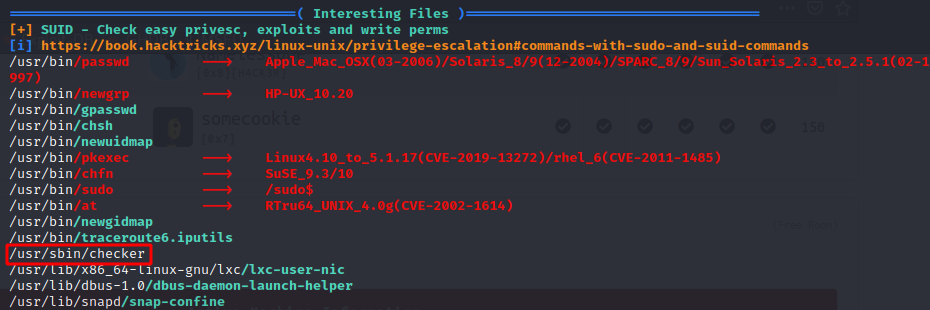 ════════════════════════════════════( Interesting Files )════════════════════════════════════
[+] SUID - Check easy privesc, exploits and write perms
[i] https://book.hacktricks.xyz/linux-unix/privilege-escalation#commands-with-sudo-and-suid-commands
/usr/bin/passwd ---> Apple_Mac_OSX(03-2006)/Solaris_8/9(12-2004)/SPARC_8/9/Sun_Solaris_2.3_to_2.5.1(02-1
997)
/usr/bin/newgrp ---> HP-UX_10.20
/usr/bin/gpasswd
somecookie
/usr/bin/chsh
[0x7]
150
/usr/bin/newuidmap
/usr/bin/pkexec ---> Linux4.10_to_5.1.17(CVE-2019-13272)/rhel_6(CVE-2011-1485)
/usr/bin/chfn ---> SuSE_9.3/10
/usr/bin/sudo ---> /sudo$
/usr/bin/at ---> RTru64_UNIX_4.0g(CVE-2002-1614)
/usr/bin/newgidmap
/usr/bin/traceroute6.iputils
/usr/sbin/checker
/usr/lib/x86_64-linux-gnu/lxc/lxc-user-nic
/usr/lib/dbus-1.0/dbus-daemon-launch-helper
/usr/lib/snapd/snap-confine